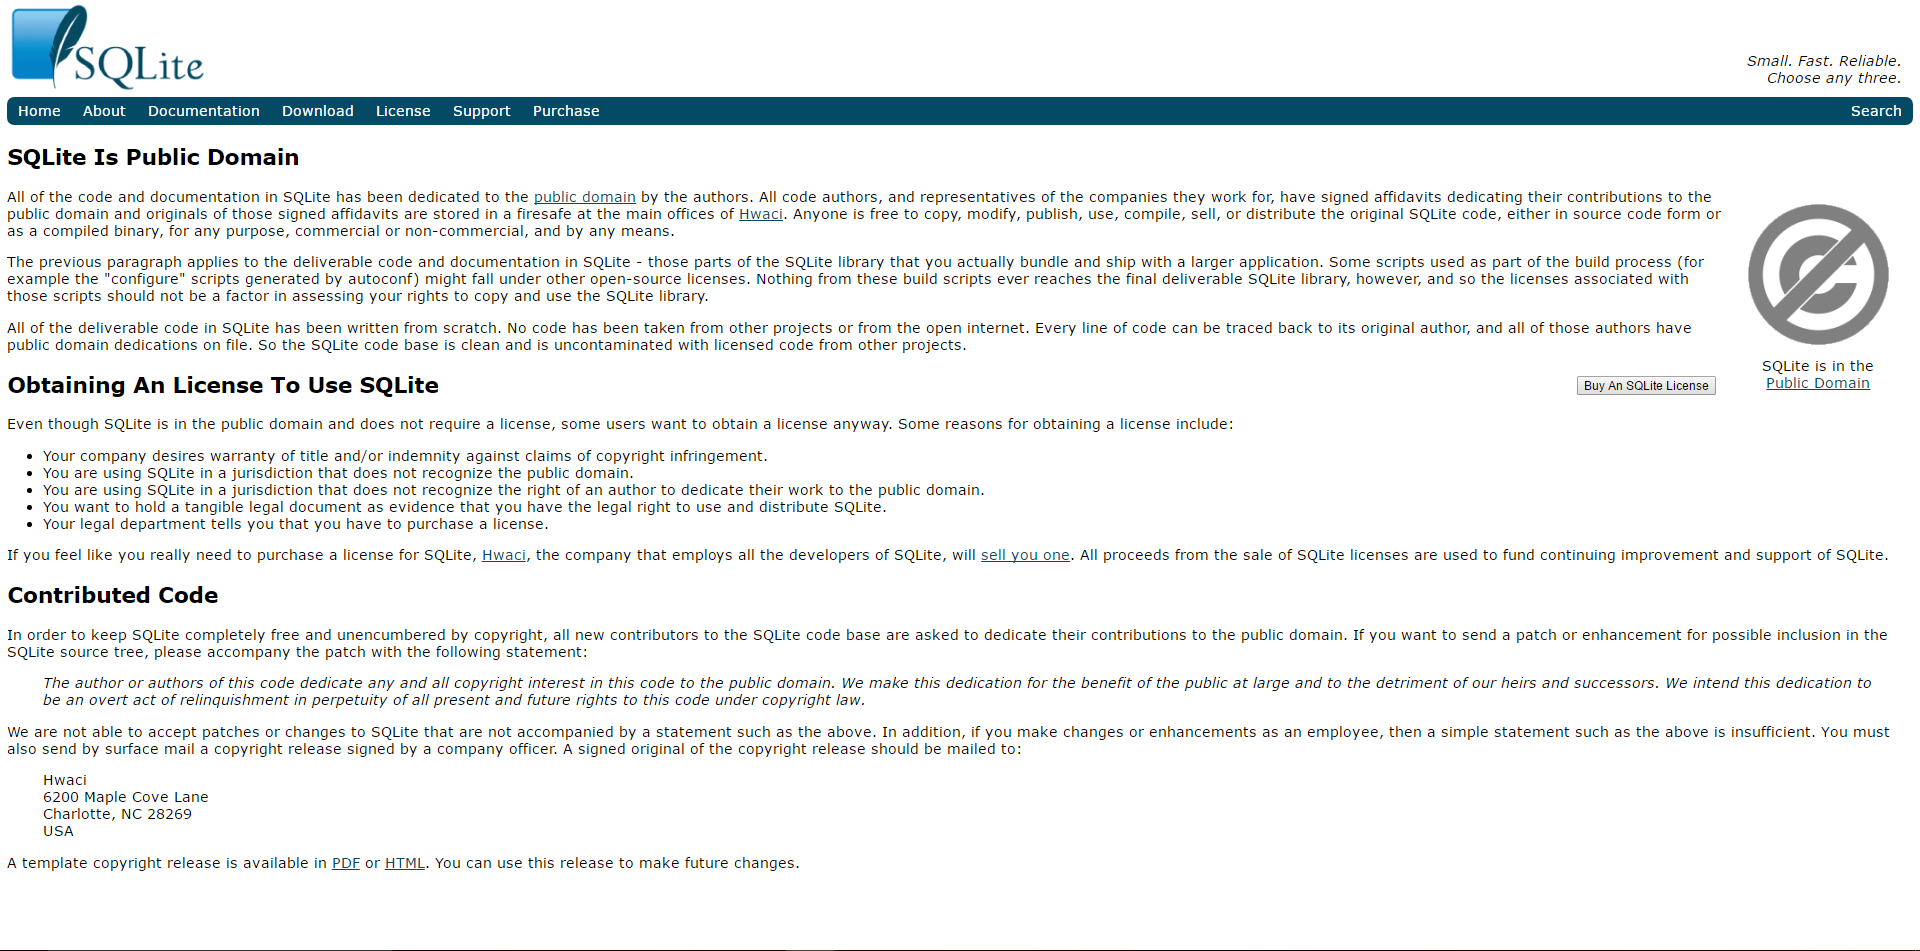 SQLite
Small. Fast. Reliable.
Choose any three.
Home About Documentation Download License Support Purchase Search
SQLite Is Public Domain
All of the code and documentation in SQLite has been dedicated to the public domain by the authors. All code authors, and representatives of the companies they work for, have signed affidavits dedicating their contributions to the
public domain and originals of those signed affidavits are stored in a firesafe at the main offices of Hwaci. Anyone is free to copy, modify, publish, use, compile, sell, or distribute the original SQLite code, either in source code form or
as a compiled binary, for any purpose, commercial or non-commercial, and by any means.
The previous paragraph applies to the deliverable code and documentation in SQLite - those parts of the SQLite library that you actually bundle and ship with a larger application. Some scripts used as part of the build process (for
example the "configure" scripts generated by autoconf) might fall under other open-source licenses. Nothing from these build scripts ever reaches the final deliverable SQLite library, however, and so the licenses associated with
those scripts should not be a factor in assessing your rights to copy and use the SQLite library.
All of the deliverable code in SQLite has been written from scratch. No code has been taken from other projects or from the open internet. Every line of code can be traced back to its original author, and all of those authors have
public domain dedications on file. So the SQLite code base is clean and is uncontaminated with licensed code from other projects.
SQLite is in the
Public Domain
Obtaining An License To Use SQLite
Buy An SQLite License
Even though SQLite is in the public domain and does not require a license, some users want to obtain a license anyway. Some reasons for obtaining a license include:
• Your company desires warranty of title and/or indemnity against claims of copyright infringement.
• You are using SQLite in a jurisdiction that does not recognize the public domain.
• You are using SQLite in a jurisdiction that does not recognize the right of an author to dedicate their work to the public domain.
• You want to hold a tangible legal document as evidence that you have the legal right to use and distribute SQLite.
• Your legal department tells you that you have to purchase a license.
If you feel like you really need to purchase a license for SQLite, Hwaci, the company that employs all the developers of SQLite, will sell you one. All proceeds from the sale of SQLite licenses are used to fund continuing improvement and support of SQLite.
Contributed Code
In order to keep SQLite completely free and unencumbered by copyright, all new contributors to the SQLite code base are asked to dedicate their contributions to the public domain. If you want to send a patch or enhancement for possible inclusion in the
SQLite source tree, please accompany the patch with the following statement:
The author or authors of this code dedicate any and all copyright interest in this code to the public domain. We make this dedication for the benefit of the public at large and to the detriment of our heirs and successors. We intend this dedication to
be an overt act of relinquishment in perpetuity of all present and future rights to this code under copyright law.
We are not able to accept patches or changes to SQLite that are not accompanied by a statement such as the above. In addition, if you make changes or enhancements as an employee, then a simple statement such as the above is insufficient. You must
also send by surface mail a copyright release signed by a company officer. A signed original of the copyright release should be mailed to:
Hwaci
6200 Maple Cove Lane
Charlotte, NC 28269
USA
A template copyright release is available in PDF or HTML. You can use this release to make future changes.